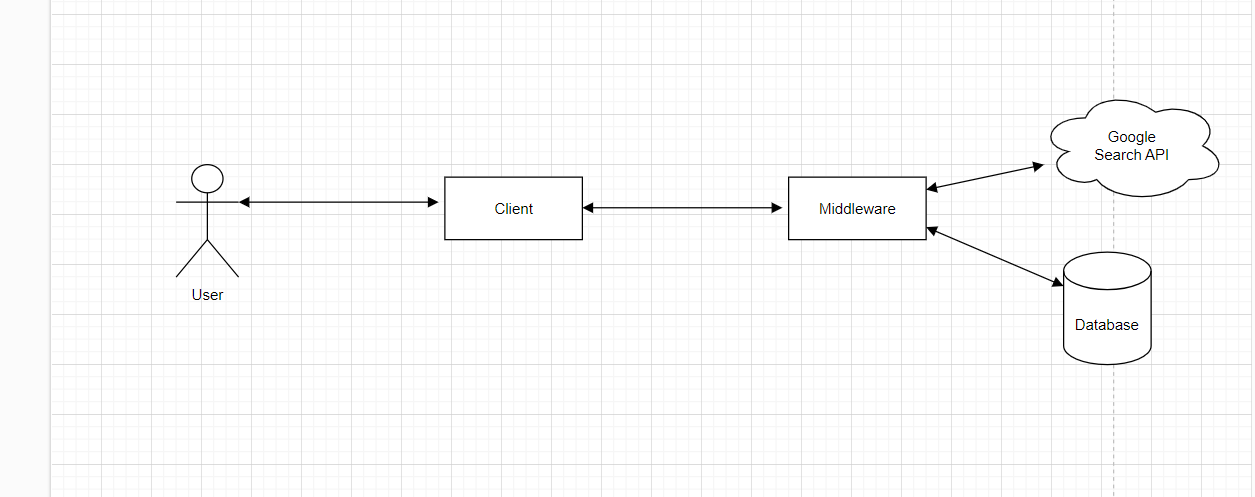 Google
Search API
Client
Middleware
User
Database